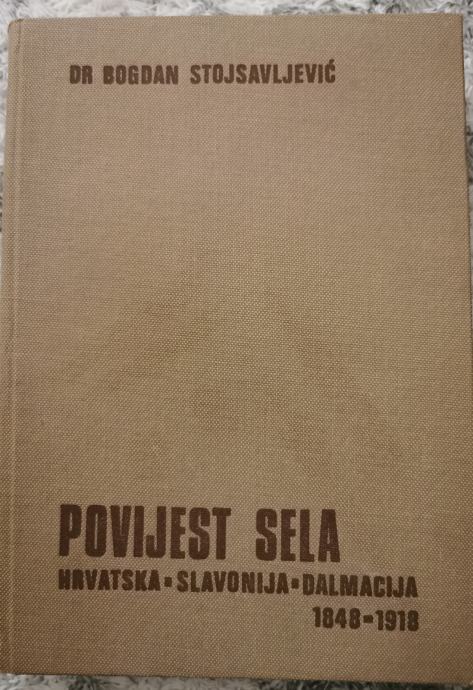 DR BOGDAN STOJSAVLJEVIĆ
POVIJEST SELA
HRVATSKA▪SLAVONIJA▪DALMACIJA
1848-1918